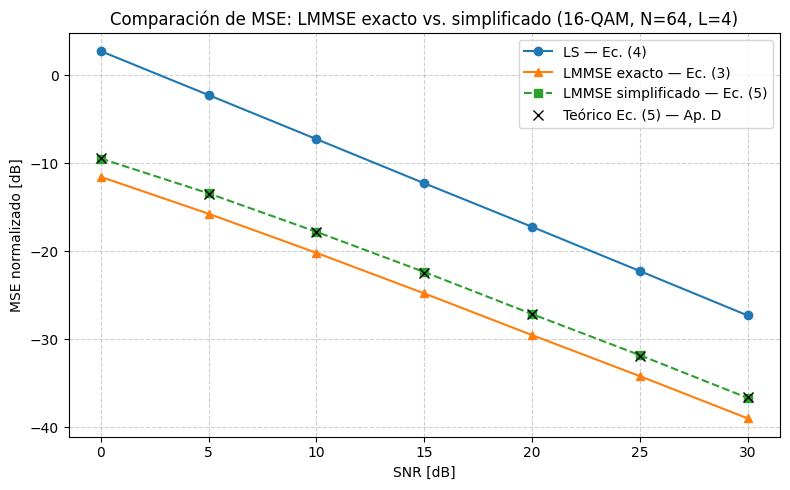 Comparación de MSE: LMMSE exacto vs. simplificado (16-QAM, N=64, L=4)
LS — Ec. (4)
LMMSE exacto — Ec. (3)
LMMSE simplificado — Ec. (5)
Teórico Ec. (5) — Ap. D
MSE normalizado [dB]
0
−10
−20
−30
−40
0 5 10 15 20 25 30
SNR [dB]